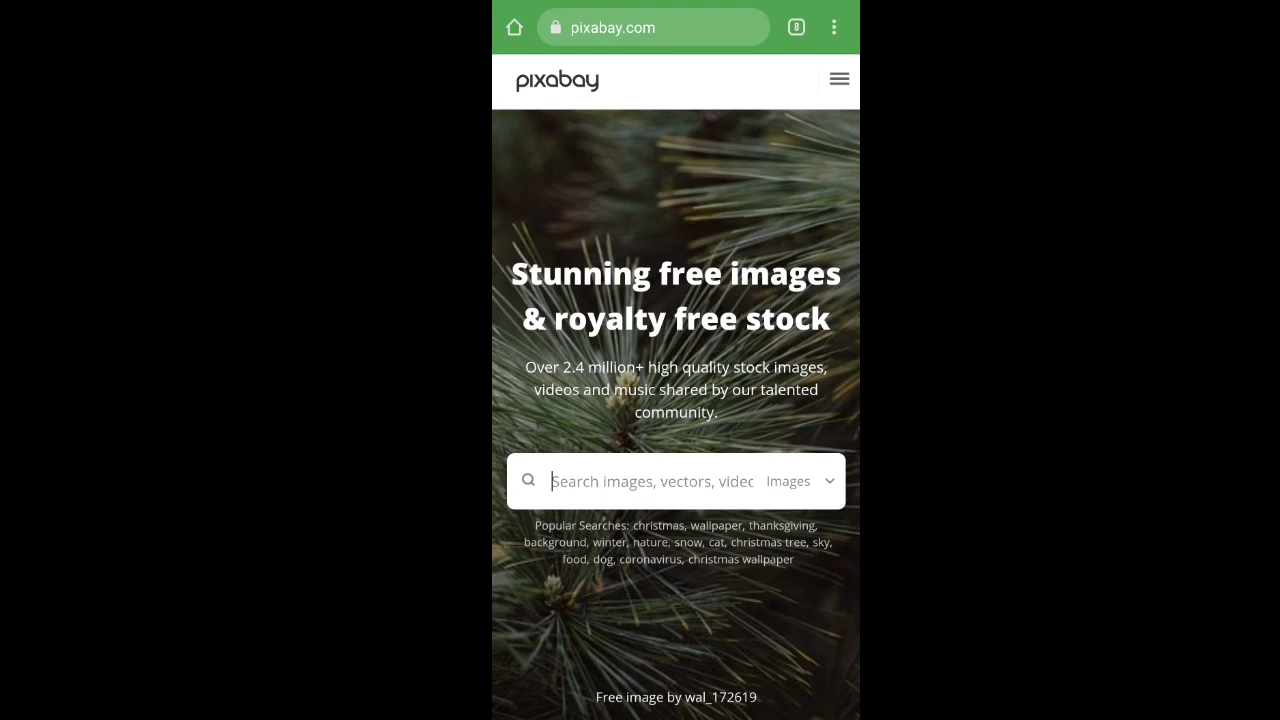 pixabay.com
8
pixabay
Stunning free images
& royalty free stock
Over 2.4 million+ high quality stock images,
videos and music shared by our talented
community.
Search images, vectors, videc Images
Popular Searches: christmas, wallpaper, thanksgiving,
background, winter, nature, snow, cat, christmas tree, sky,
food, dog, coronavirus, christmas wallpaper
Free image by wal_172619